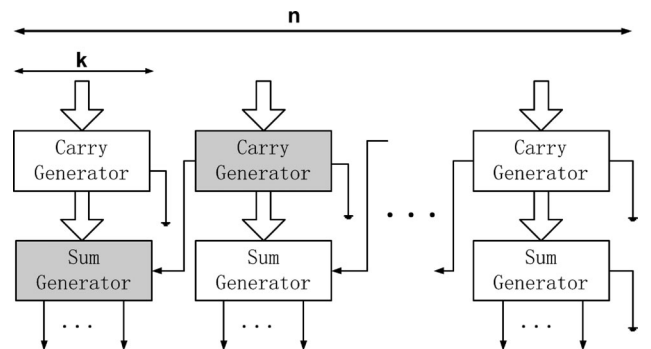 n
k
Carry
Generator
Carry
Generator
Carry
Generator
. . .
Sum
Generator
Sum
Generator
Sum
Generator
. . .
. . .
. . .